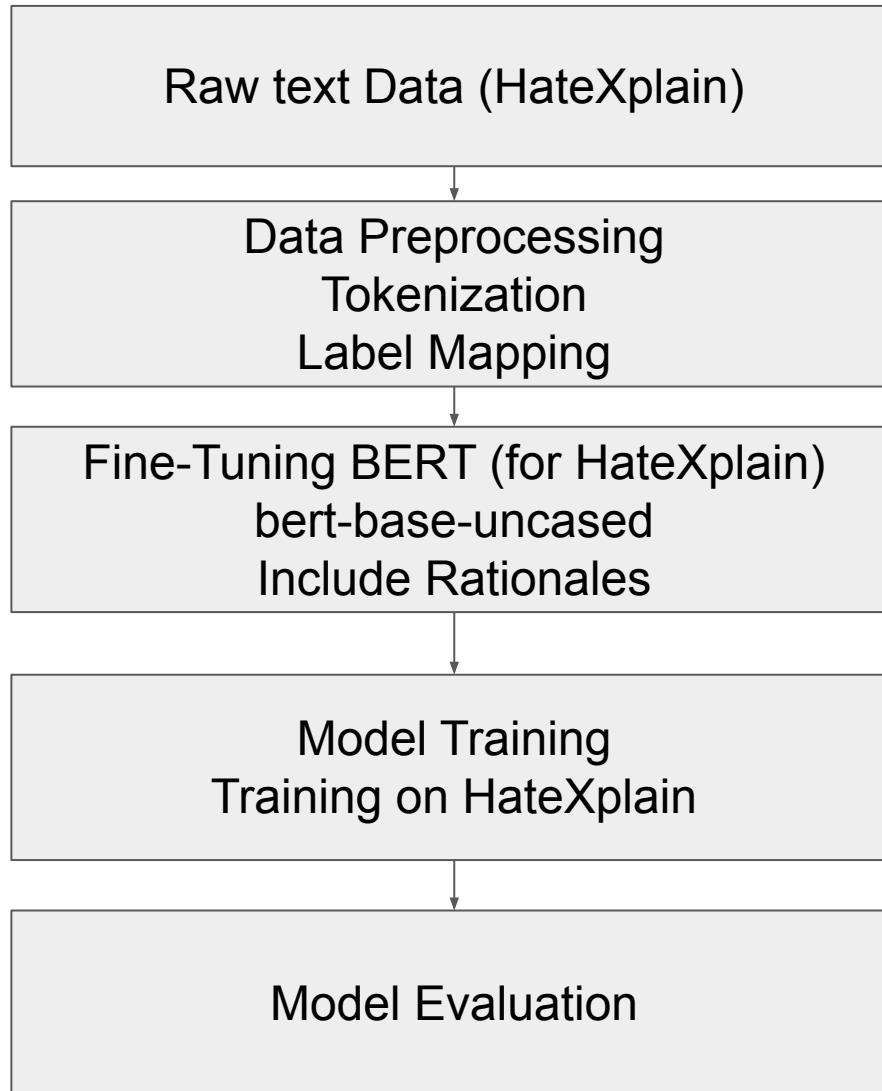 Raw text Data (HateXplain)
Data Preprocessing
Tokenization
Label Mapping
Fine-Tuning BERT (for HateXplain)
bert-base-uncased
Include Rationales
Model Training
Training on HateXplain
Model Evaluation